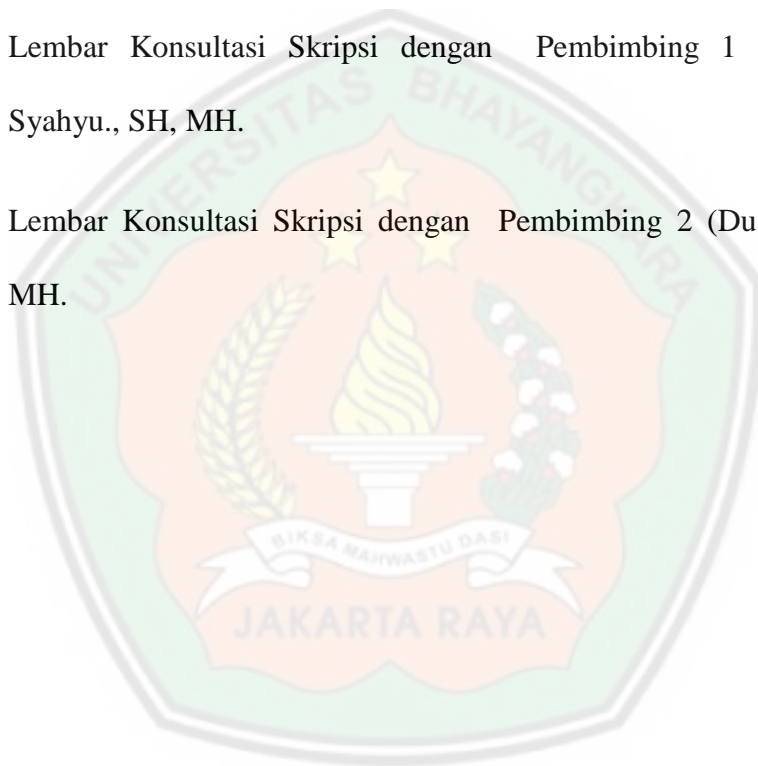 Lembar Konsultasi Skripsi dengan Pembimbing 1
Syahyu., SH, MH.
Lembar Konsultasi Skripsi dengan Pembimbing 2 (Du
MH.
UNIVERSITAS BHAYANGKARA
BIKSA MAHWASTU DASI
JAKARTA RAYA